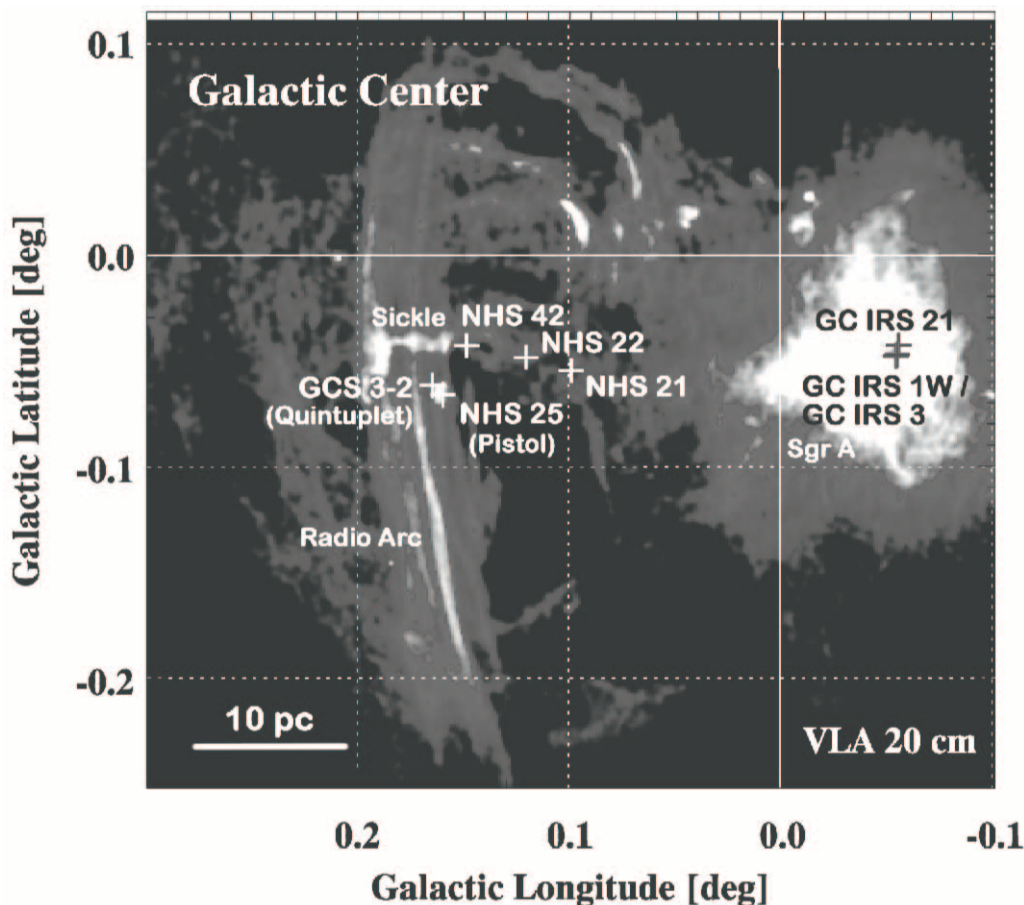 0.1
Galactic Center
0.0
Sickle
NHS 42
GC IRS 21
NHS 22
GCS 3-2
(Quintuplet)
NHS 21
GC IRS 1W /
NHS 25
(Pistol)
GC IRS 3
Sgr A
-0.1
Radio Arc
-0.2
10 pc
VLA 20 cm
0.2
0.1
0.0
-0.1
Galactic Longitude [deg]
Galactic Latitude [deg]